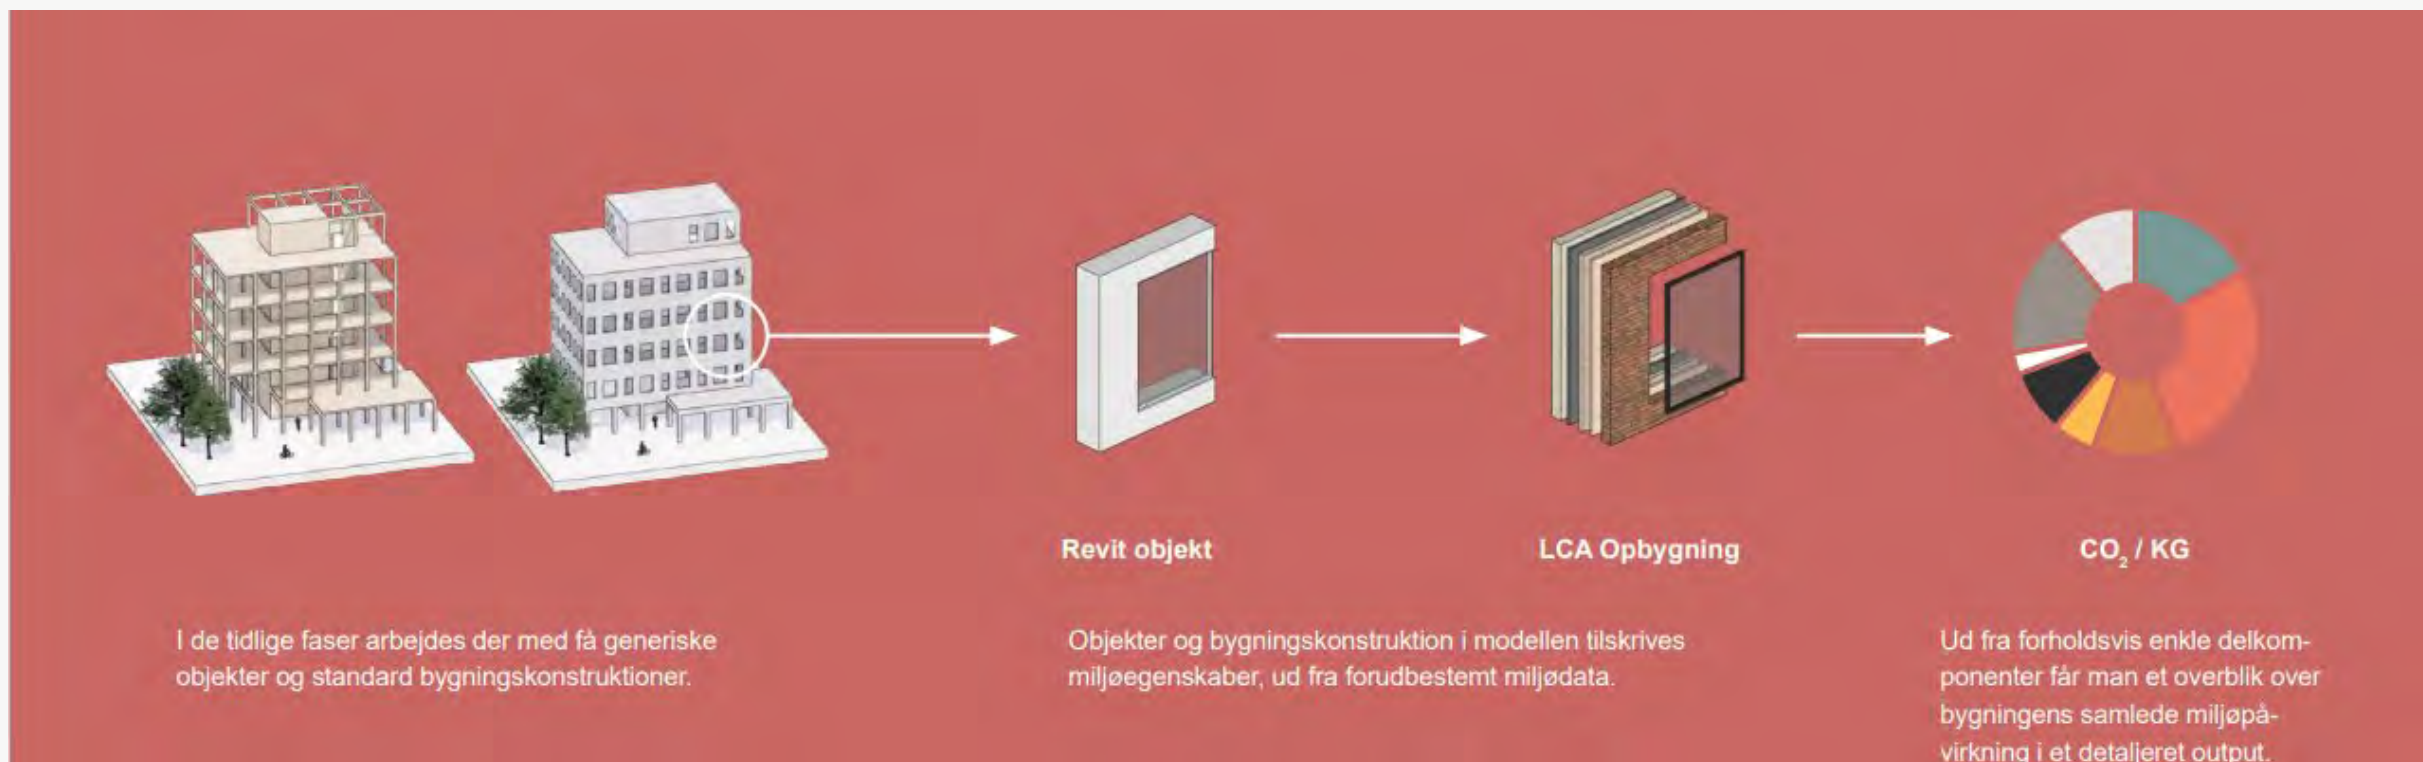 Revit objekt
LCA Opbygning
CO₂ / KG
I de tidlige faser arbejdes der med få generiske
objekter og standard bygningskonstruktioner.
Objekter og bygningskonstruktion i modellen tilskrives
miljøegenskaber, ud fra forudbestemt miljødata.
Ud fra forholdsvis enkle delkom-
ponenter får man et overblik over
bygningens samlede miljøpå-
virkning i et detaljeret output.